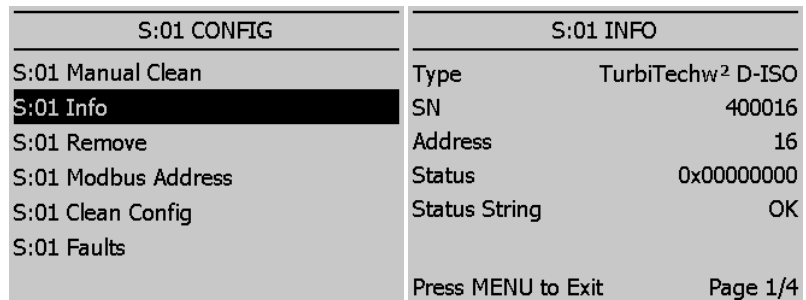 S:01 CONFIG
S:01 Manual Clean
S:01 Info
S:01 Remove
S:01 Modbus Address
S:01 Clean Config
S:01 Faults
S:01 INFO
Type TurbiTechw² D-ISO
SN 400016
Address 16
Status 0x00000000
Status String OK
Press MENU to Exit Page 1/4